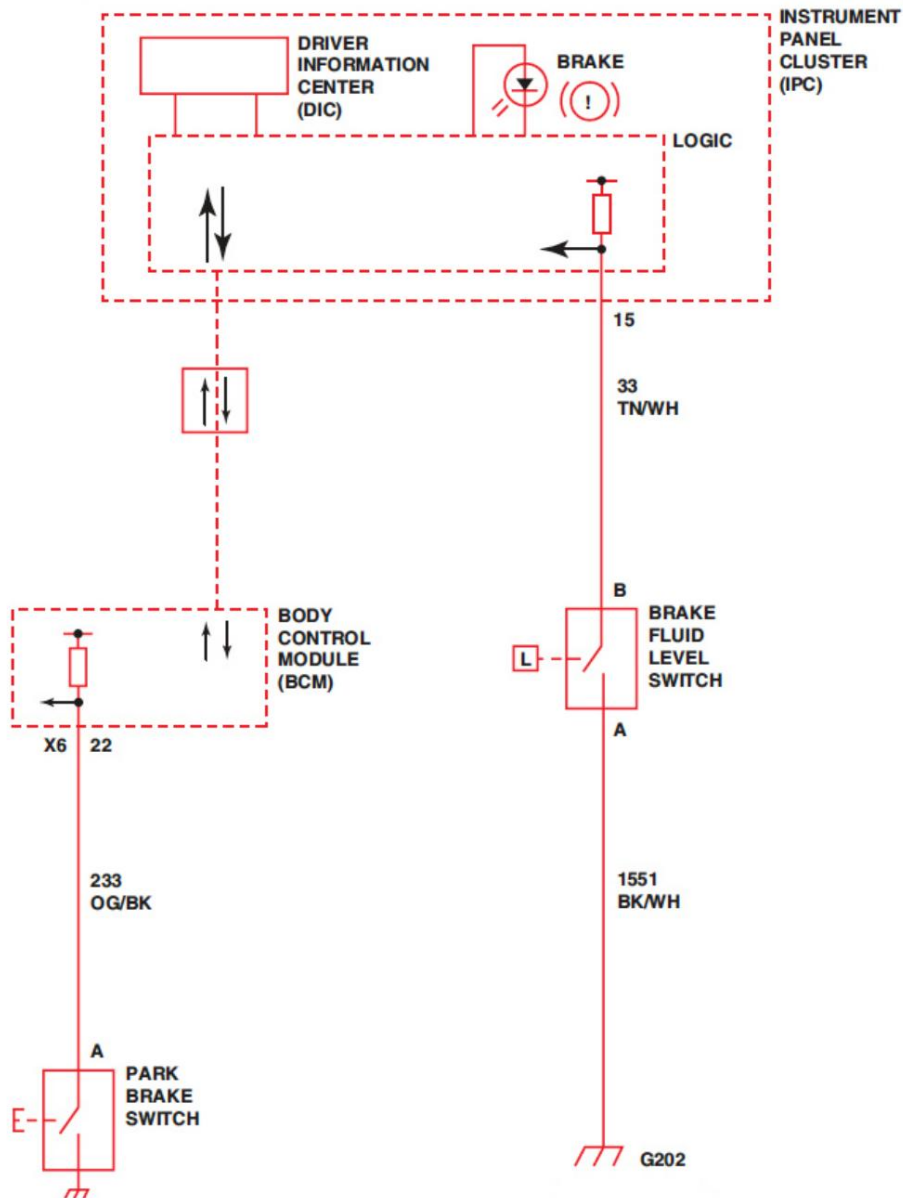 INSTRUMENT
PANEL
CLUSTER
(IPC)
DRIVER
INFORMATION
CENTER
(DIC)
BRAKE
!
LOGIC
15
33
TN/WH
B
BRAKE
FLUID
LEVEL
SWITCH
L
A
BODY
CONTROL
MODULE
(BCM)
X6 22
233
OG/BK
1551
BK/WH
A
PARK
BRAKE
SWITCH
G202